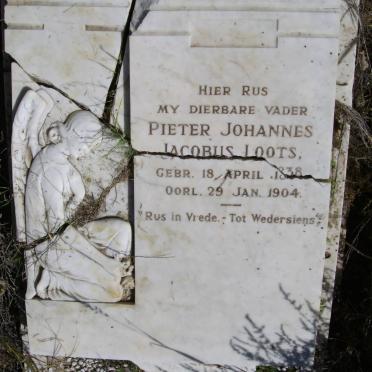 HIER RUS
MY DIERBARE VADER
PIETER JOHANNES
JACOBUS LOOTS,
GEBR. 18 APRIL 1838
OORL. 29 JAN. 1904.
"RUS IN VREDE.- TOT WEDERSIENS."